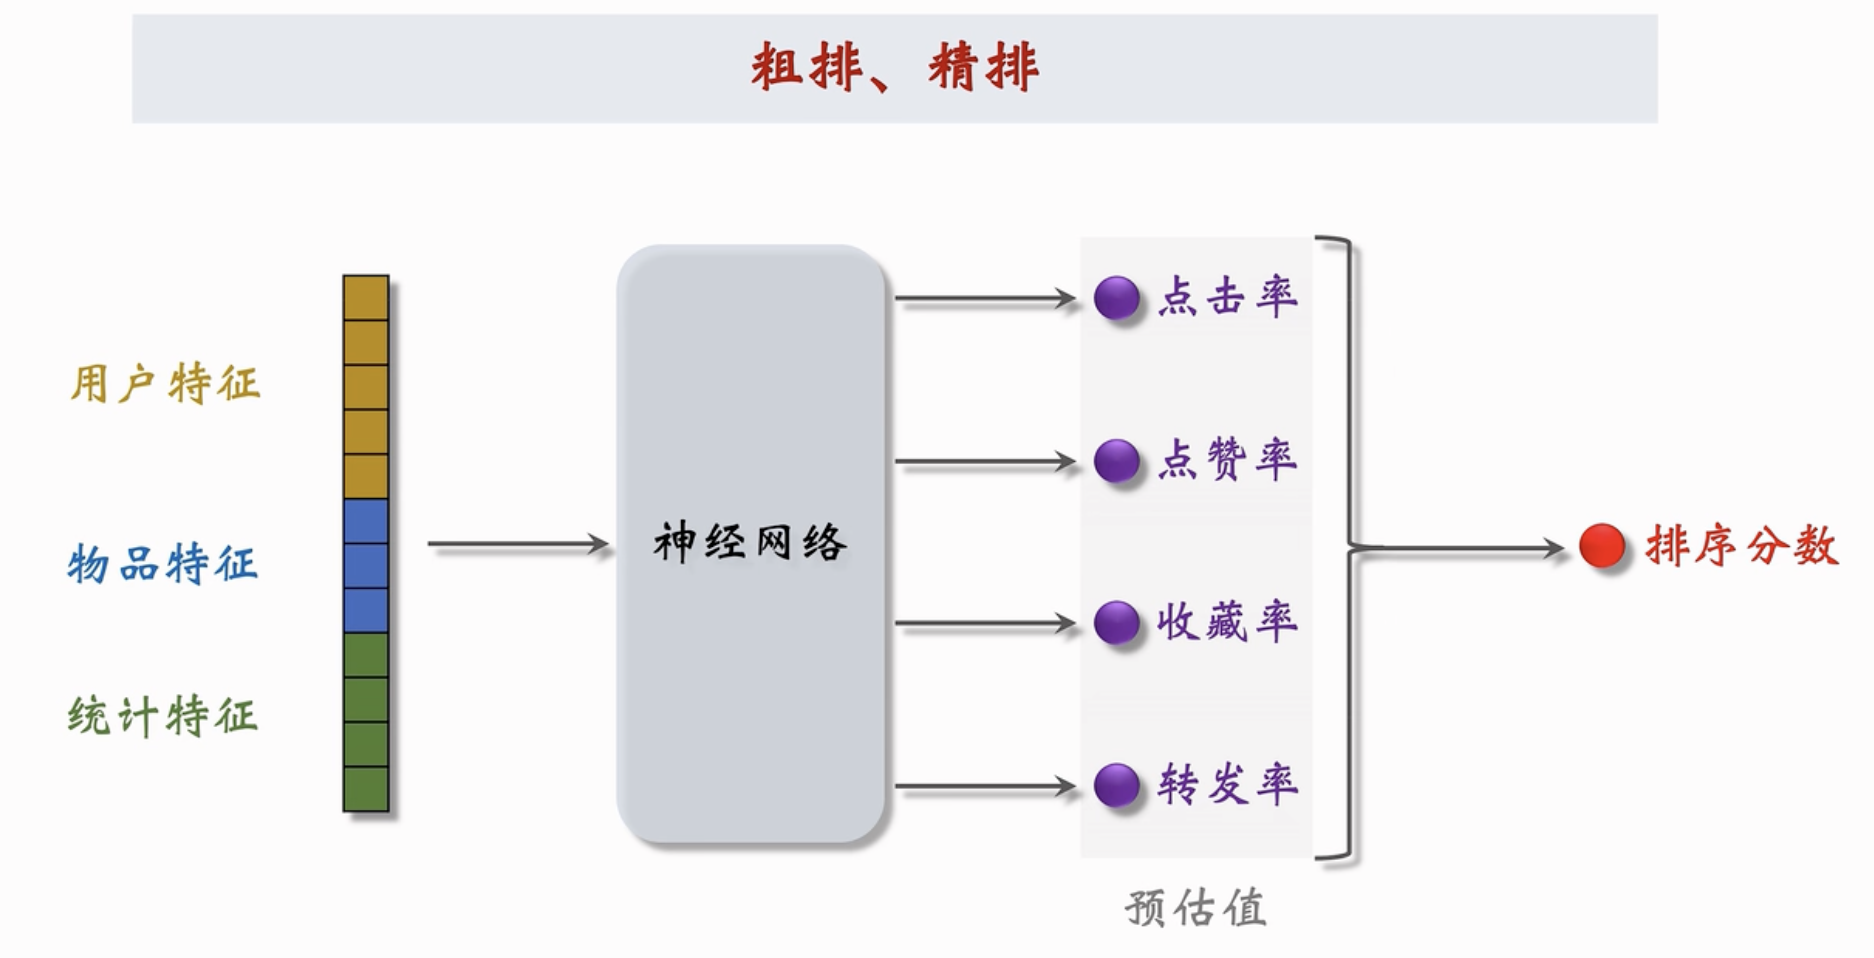 粗排、精排
用户特征
物品特征
统计特征
神经网络
点击率
点赞率
收藏率
转发率
预估值
排序分数